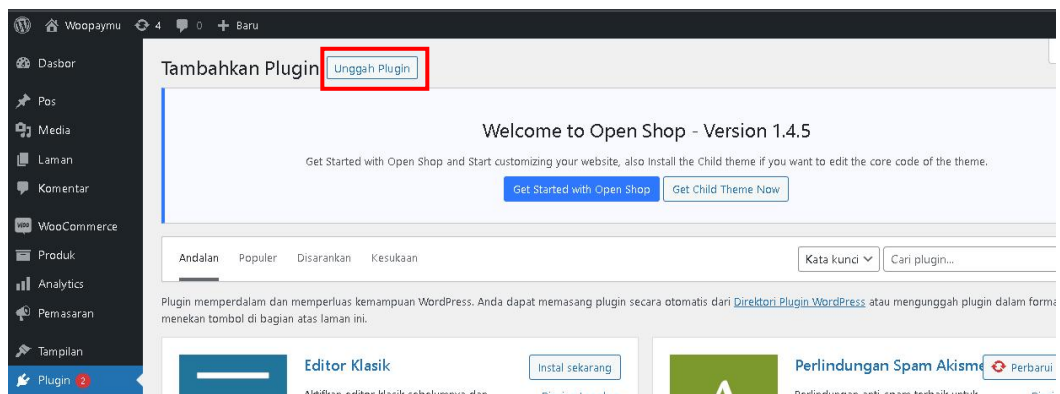 Woopaymu 4 0 + Baru
Dasbor
Pos
Media
Laman
Komentar
WooCommerce
Produk
Analytics
Pemasaran
Tampilan
Plugin 2
Tambahkan Plugin Unggah Plugin
Welcome to Open Shop - Version 1.4.5
Get Started with Open Shop and Start customizing your website, also Install the Child theme if you want to edit the core code of the theme.
Get Started with Open Shop Get Child Theme Now
Andalan Populer Disarankan Kesukaan Kata kunci Cari plugin...
Plugin memperdalam dan memperluas kemampuan WordPress. Anda dapat memasang plugin secara otomatis dari Direktori Plugin WordPress atau mengunggah plugin dalam forma
menekan tombol di bagian atas laman ini.
Editor Klasik Instal sekarang
Perlindungan Spam Akisme Perbarui